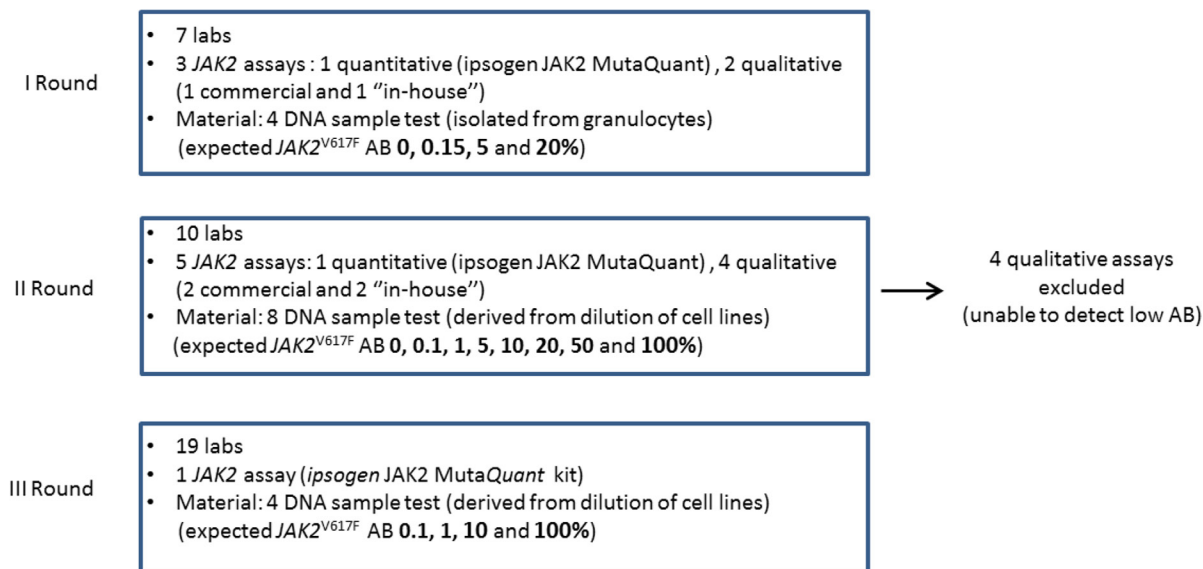 I Round
• 7 labs
• 3 JAK2 assays : 1 quantitative (ipsogen JAK2 MutaQuant) , 2 qualitative
(1 commercial and 1 “in-house”)
• Material: 4 DNA sample test (isolated from granulocytes)
(expected JAK2V617F AB 0, 0.15, 5 and 20%)
II Round
• 10 labs
• 5 JAK2 assays: 1 quantitative (ipsogen JAK2 MutaQuant) , 4 qualitative
(2 commercial and 2 “in-house”)
• Material: 8 DNA sample test (derived from dilution of cell lines)
(expected JAK2V617F AB 0, 0.1, 1, 5, 10, 20, 50 and 100%)
4 qualitative assays
excluded
(unable to detect low AB)
III Round
• 19 labs
• 1 JAK2 assay (ipsogen JAK2 MutaQuant kit)
• Material: 4 DNA sample test (derived from dilution of cell lines)
(expected JAK2V617F AB 0.1, 1, 10 and 100%)